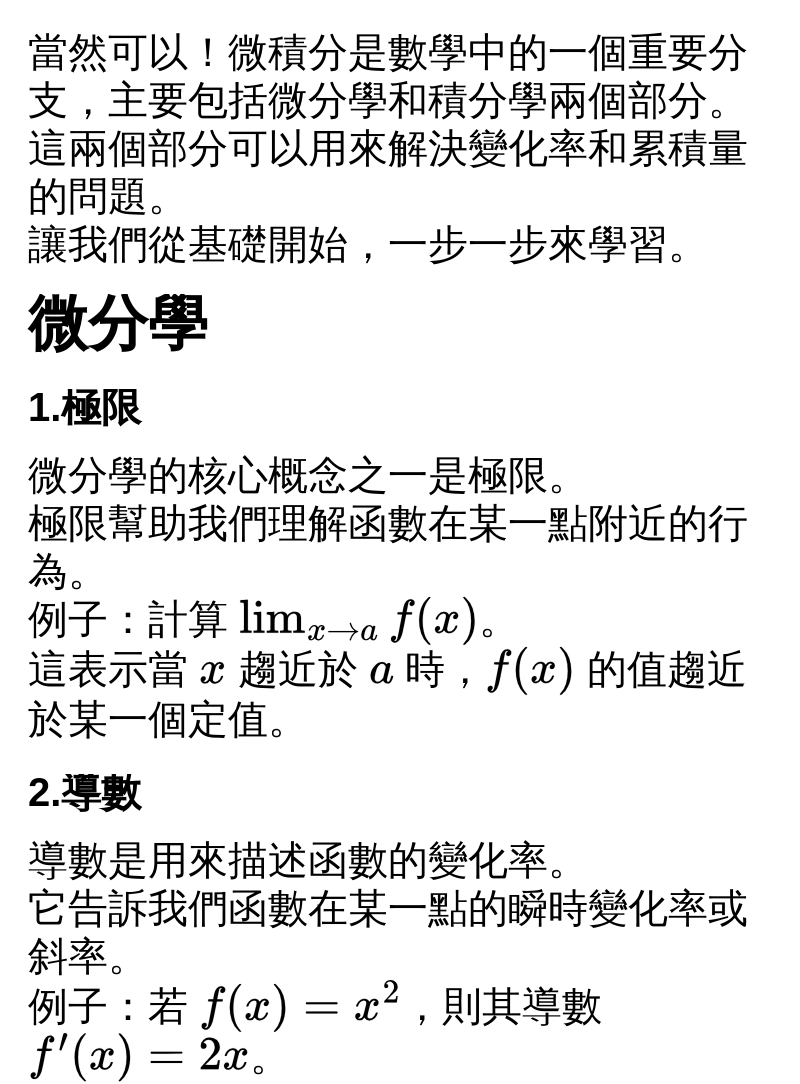 當然可以！微積分是數學中的一個重要分
支，主要包括微分學和積分學兩個部分。
這兩個部分可以用來解決變化率和累積量
的問題。
讓我們從基礎開始，一步一步來學習。
微分學
1.極限
微分學的核心概念之一是極限。
極限幫助我們理解函數在某一點附近的行
為。
例子：計算 lim x→a f(x)。
這表示當 x 趨近於 a 時，f(x) 的值趨近
於某一個定值。
2.導數
導數是用來描述函數的變化率。
它告訴我們函數在某一點的瞬時變化率或
斜率。
例子：若 f(x) = x²，則其導數
f′(x) = 2x。